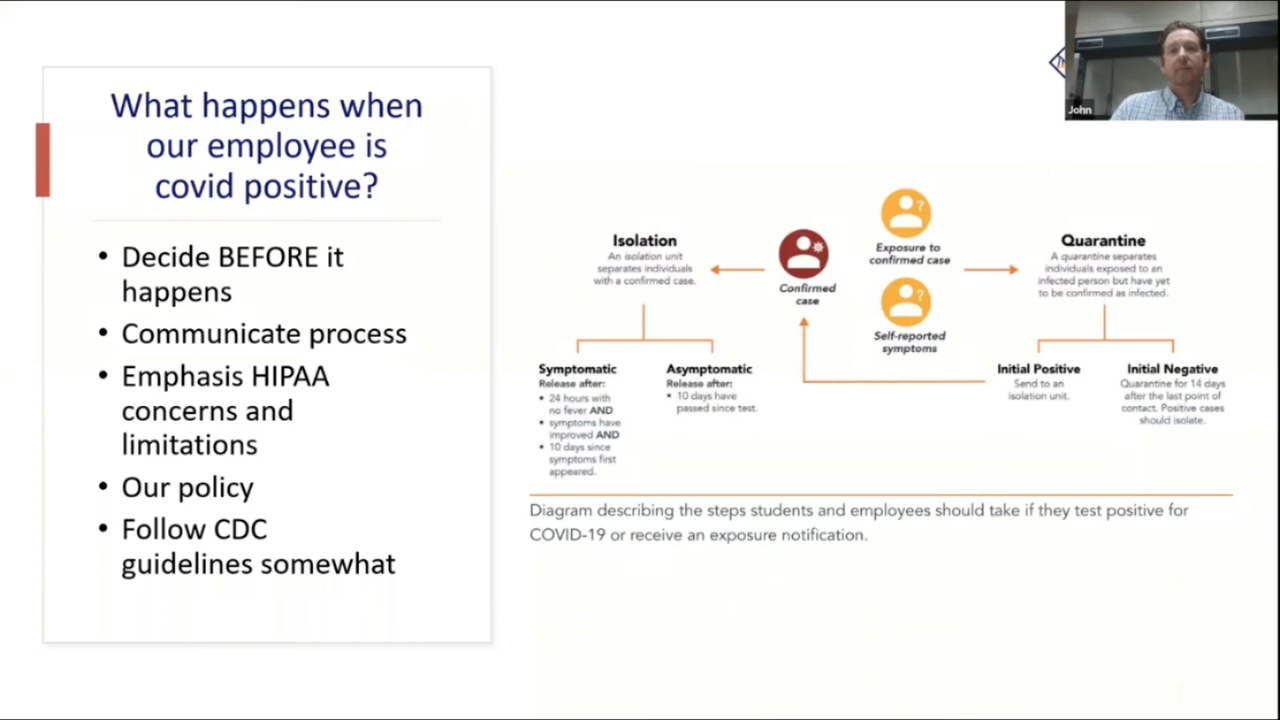 What happens when
our employee is
covid positive?
• Decide BEFORE it
happens
• Communicate process
• Emphasis HIPAA
concerns and
limitations
• Our policy
• Follow CDC
guidelines somewhat
John
Isolation
An isolation unit
separates individuals
with a confirmed case.
Confirmed
case
Exposure to
confirmed case
Self-reported
symptoms
Quarantine
A quarantine separates
individuals exposed to an
infected person but have yet
to be confirmed as infected.
Symptomatic
Release after:
• 24 hours with
no fever AND
• symptoms have
improved AND
• 10 days since
symptoms first
appeared.
Asymptomatic
Release after:
• 10 days have
passed since test.
Initial Positive
Send to an
isolation unit.
Initial Negative
Quarantine for 14 days
after the last point of
contact. Positive cases
should isolate.
Diagram describing the steps students and employees should take if they test positive for
COVID-19 or receive an exposure notification.